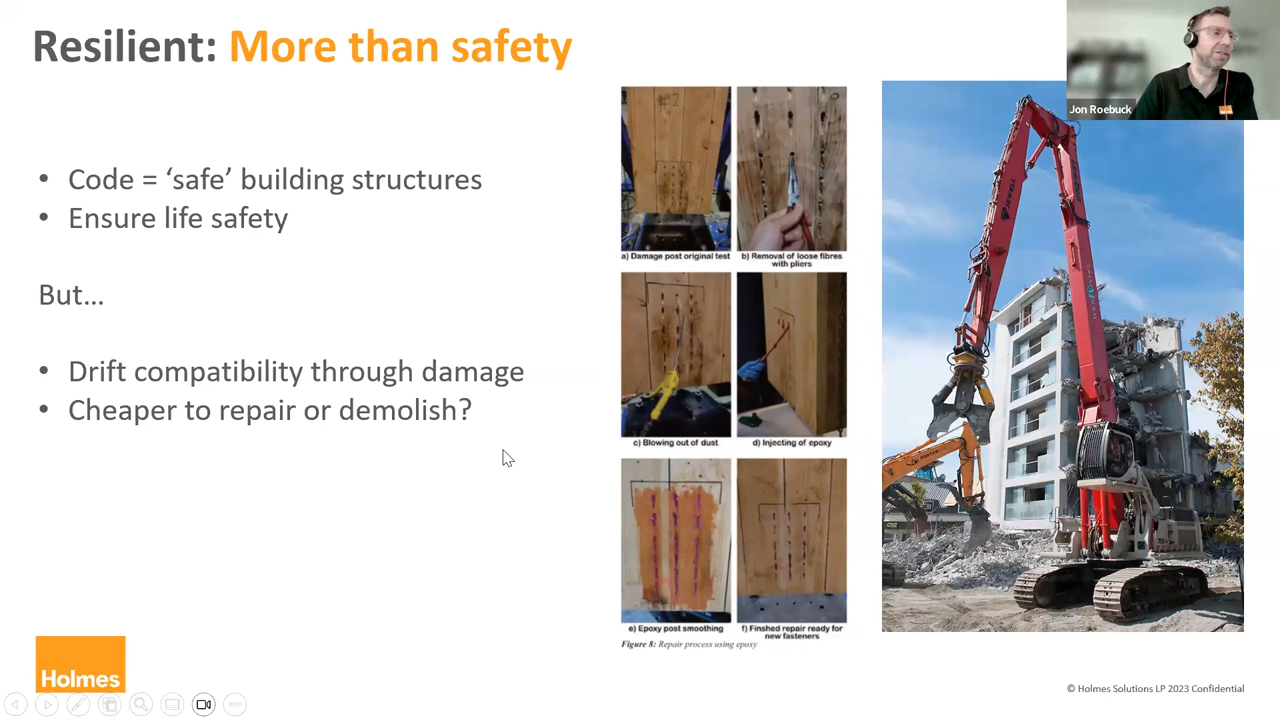 Resilient: More than safety
Jon Roebuck
• Code = ‘safe’ building structures
• Ensure life safety
But...
• Drift compatibility through damage
• Cheaper to repair or demolish?
a) Damage post original test
b) Removal of loose fibres
with pliers
c) Blowing out of dust
d) Injecting of epoxy
e) Epoxy post smoothing
f) Finshed repair ready for
new fasteners
Figure 8: Repair process using epoxy
Holmes
© Holmes Solutions LP 2023 Confidential